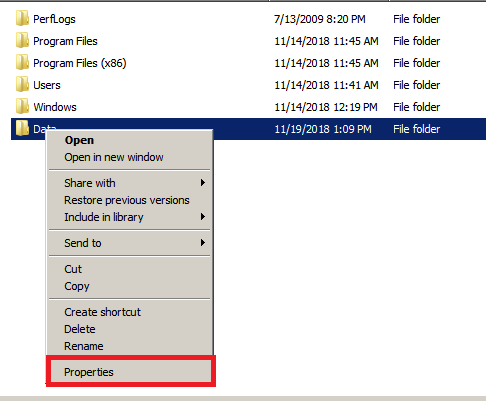 PerfLogs 7/13/2009 8:20 PM File folder
Program Files 11/14/2018 11:45 AM File folder
Program Files (x86) 11/14/2018 11:45 AM File folder
Users 11/14/2018 11:41 AM File folder
Windows 11/14/2018 12:19 PM File folder
Data 11/19/2018 1:09 PM File folder
Open
Open in new window
Share with
Restore previous versions
Include in library
Send to
Cut
Copy
Create shortcut
Delete
Rename
Properties